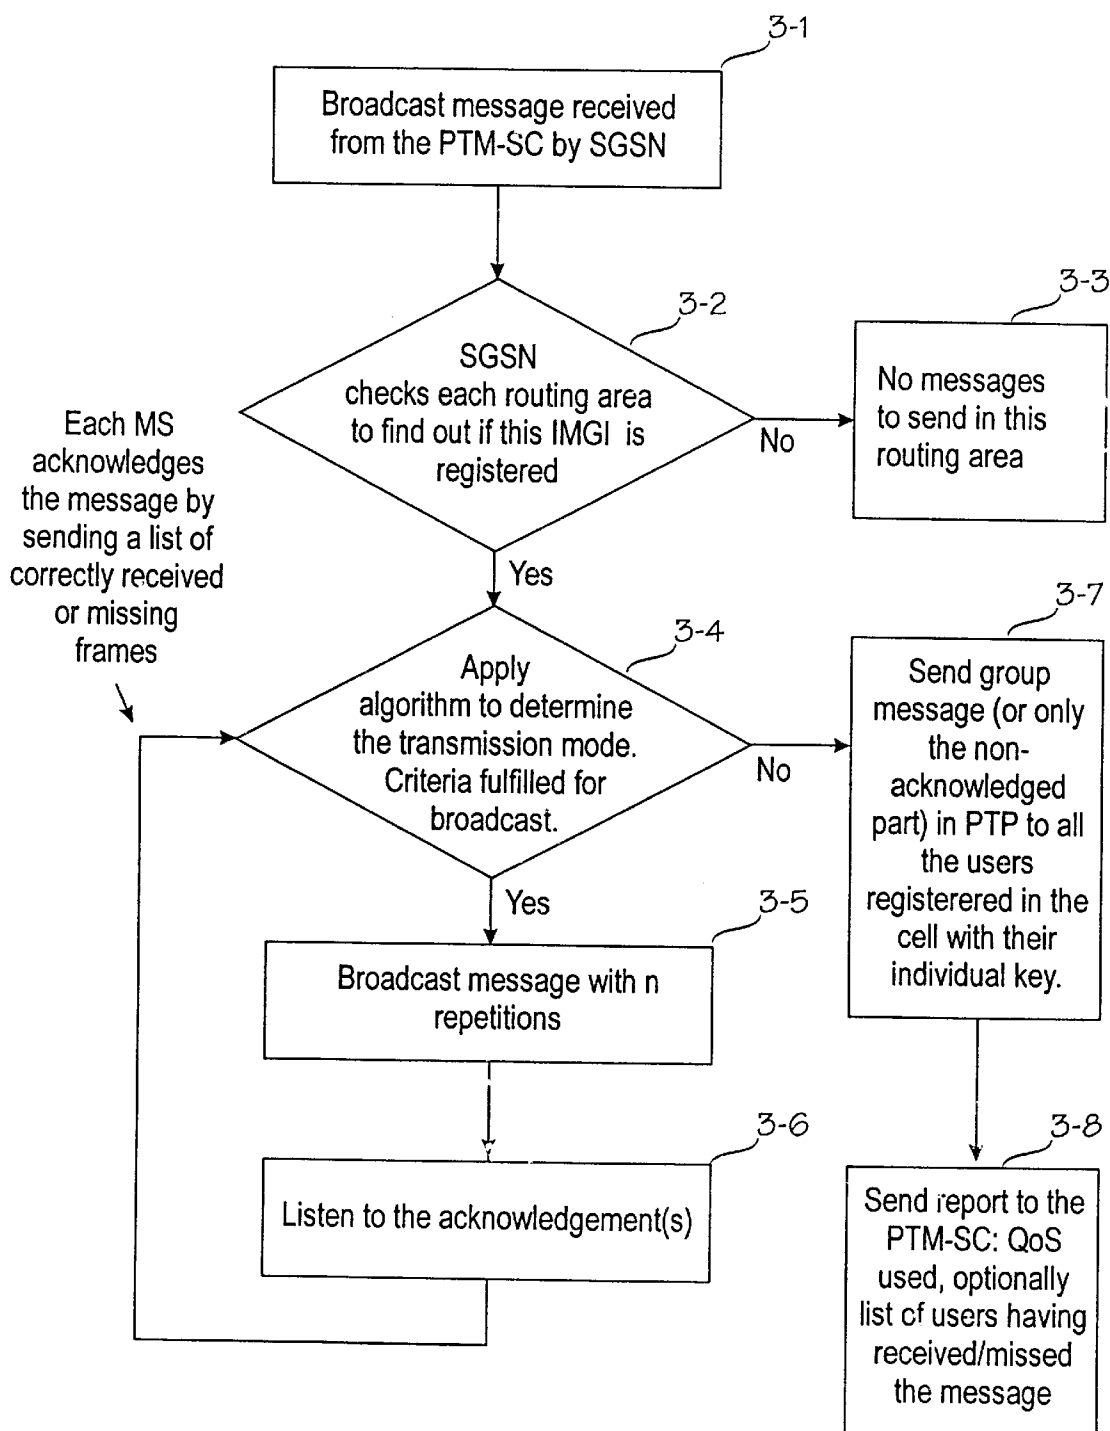 3-1
Broadcast message received
from the PTM-SC by SGSN
3-2
SGSN
checks each routing area
to find out if this IMGI is
registered
No
3-3
No messages
to send in this
routing area
Each MS
acknowledges
the message by
sending a list of
correctly received
or missing
frames
Yes
3-4
Apply
algorithm to determine
the transmission mode.
Criteria fulfilled for
broadcast.
No
3-7
Send group
message (or only
the non-
acknowledged
part) in PTP to all
the users
registerered in the
cell with their
individual key.
Yes
3-5
Broadcast message with n
repetitions
3-6
Listen to the acknowledgement(s)
3-8
Send report to the
PTM-SC: QoS
used, optionally
list of users having
received/missed
the message